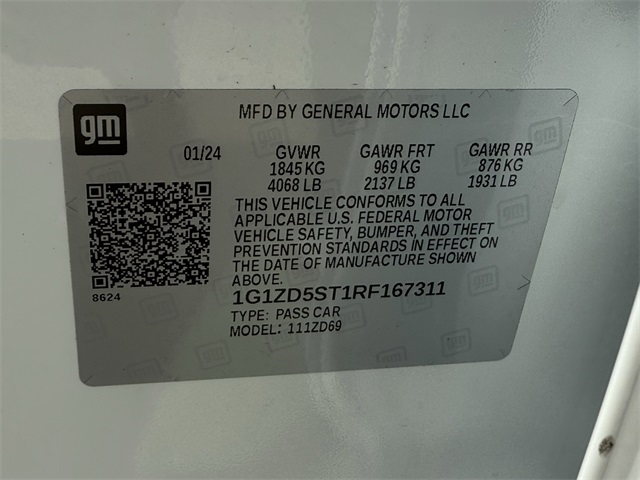 MFD BY GENERAL MOTORS LLC
gm
01/24 GVWR GAWR FRT GAWR RR
1845 KG 969 KG 876 KG
4068 LB 2137 LB 1931 LB
THIS VEHICLE CONFORMS TO ALL
APPLICABLE U.S. FEDERAL MOTOR
VEHICLE SAFETY, BUMPER, AND THEFT
PREVENTION STANDARDS IN EFFECT ON
THE DATE OF MANUFACTURE SHOWN
ABOVE.
8624
1G1ZD5ST1RF167311
TYPE: PASS CAR
MODEL: 111ZD69